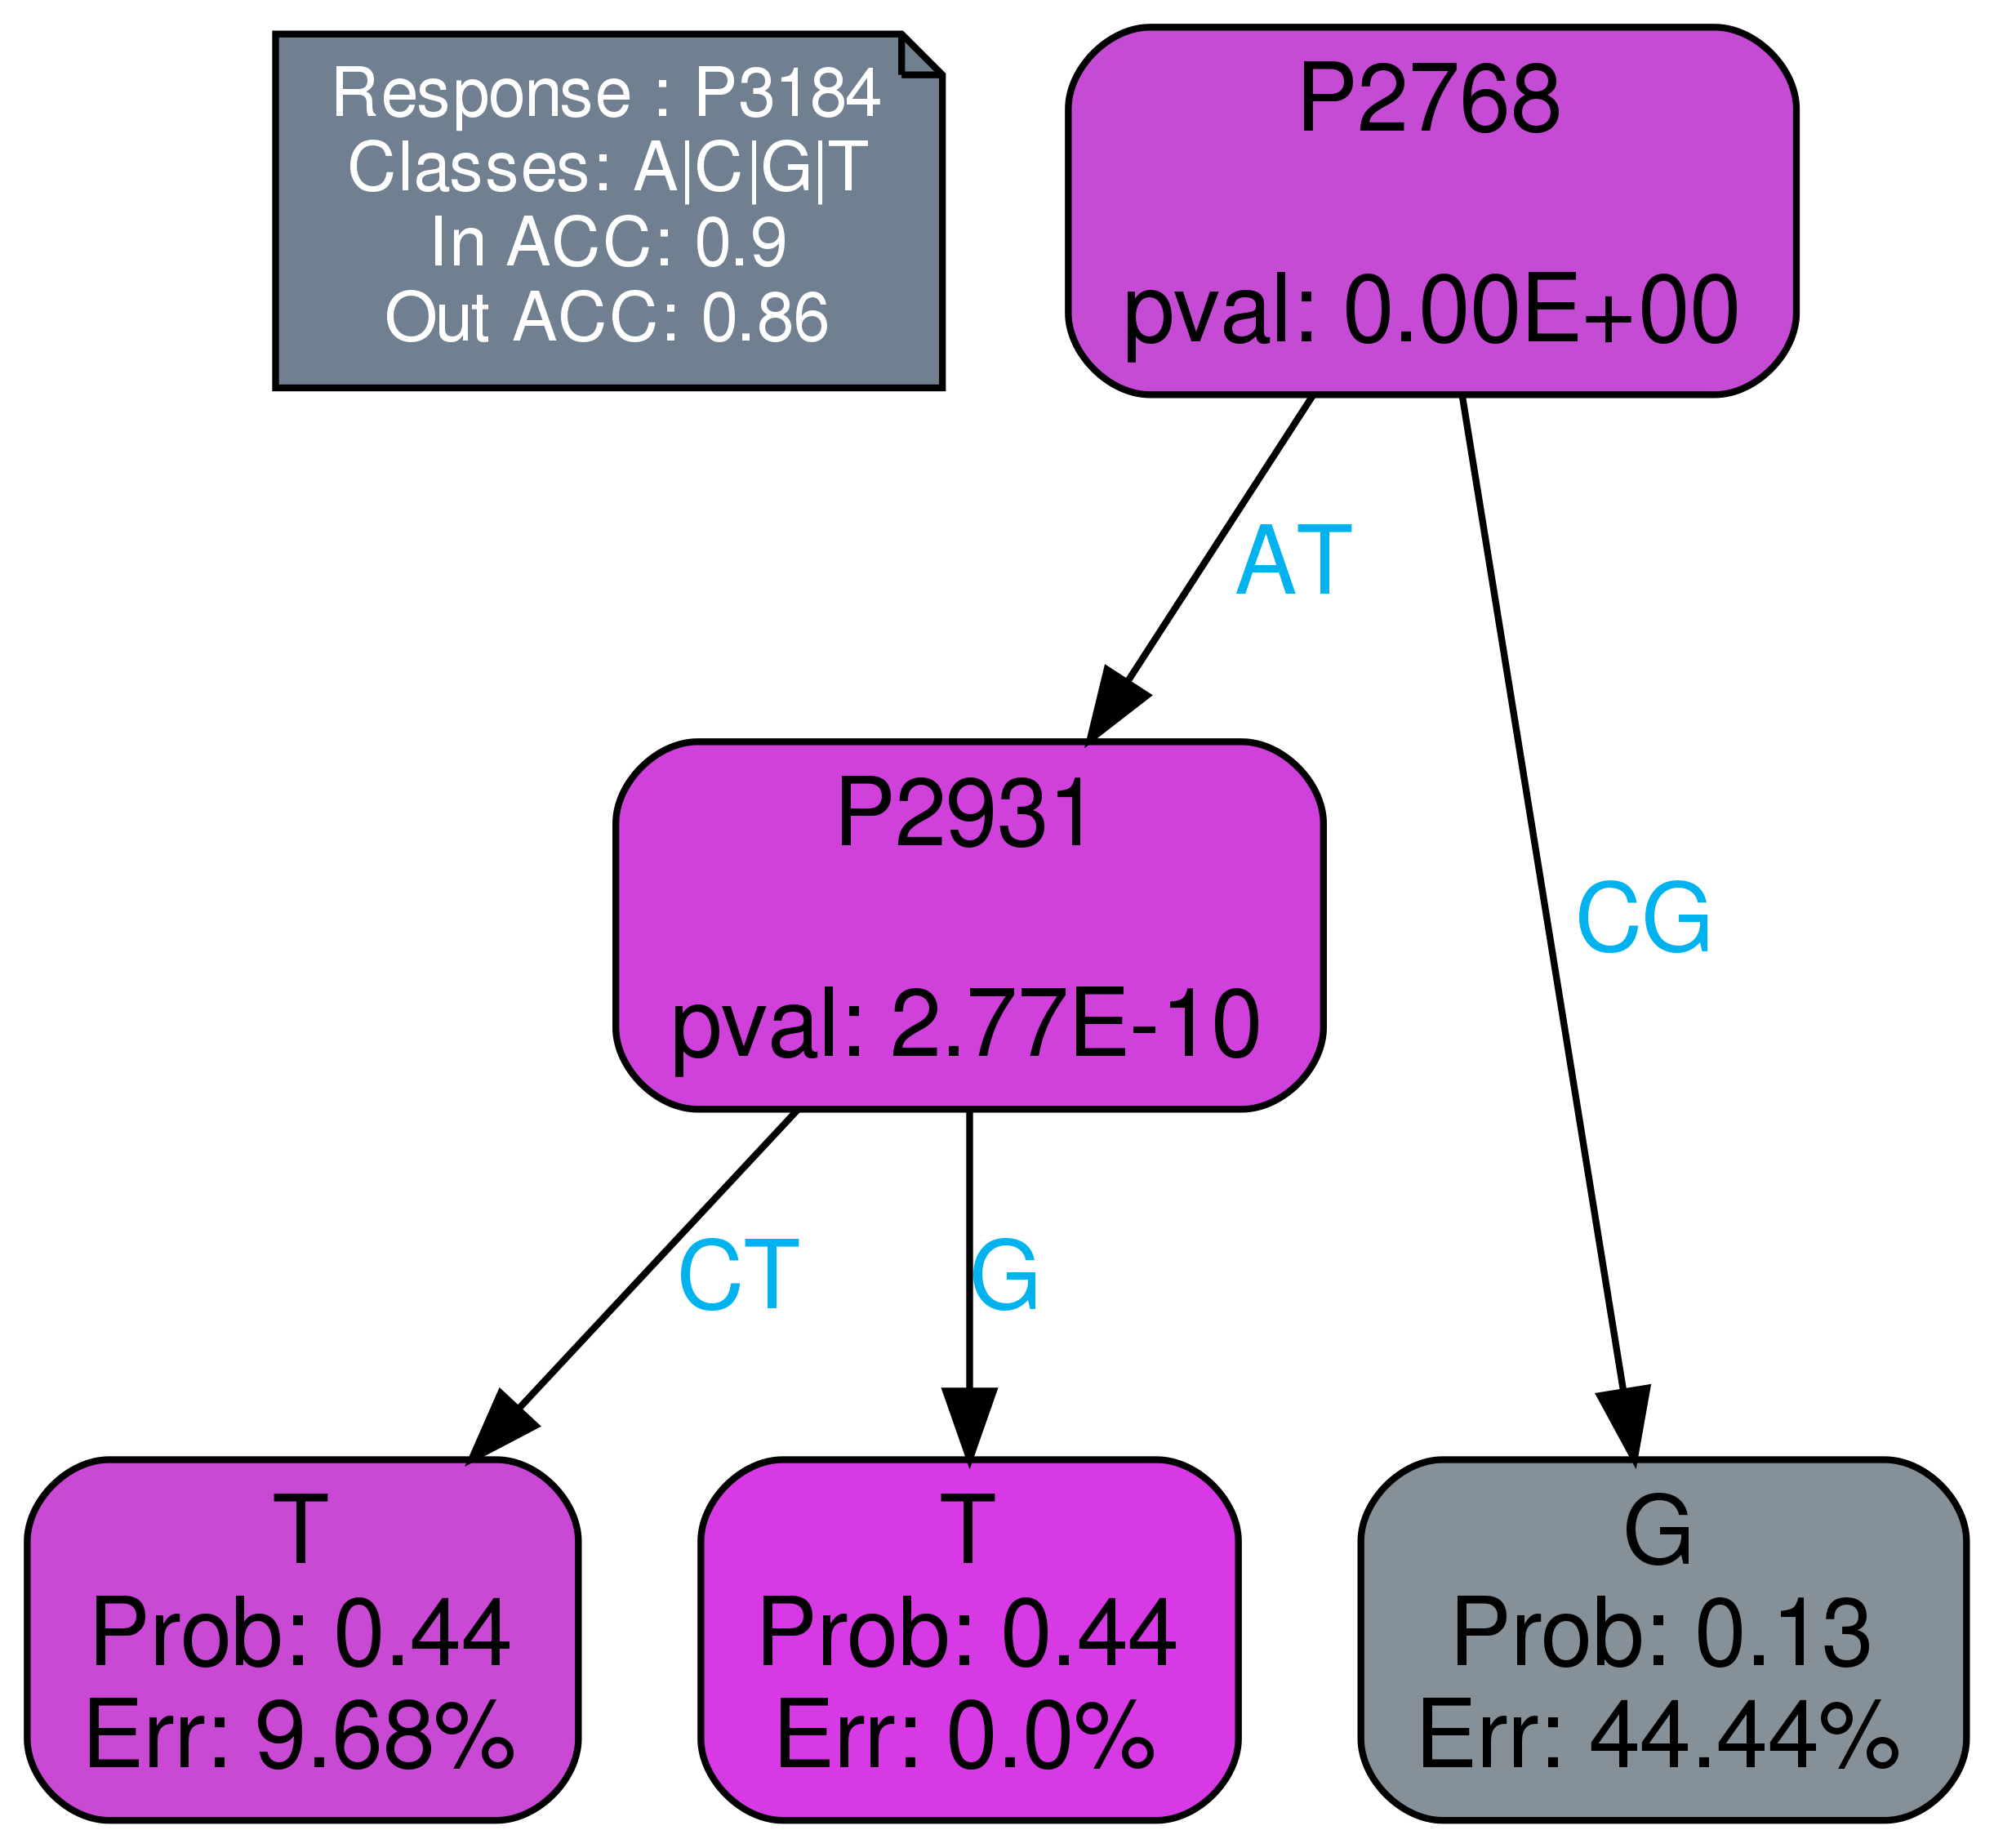 Response : P3184
Classes: A|C|G|T
In ACC: 0.9
Out ACC: 0.86
P2768
pval: 0.00E+00
AT
CG
P2931
pval: 2.77E-10
CT
G
T
Prob: 0.44
Err: 9.68%
T
Prob: 0.44
Err: 0.0%
G
Prob: 0.13
Err: 44.44%